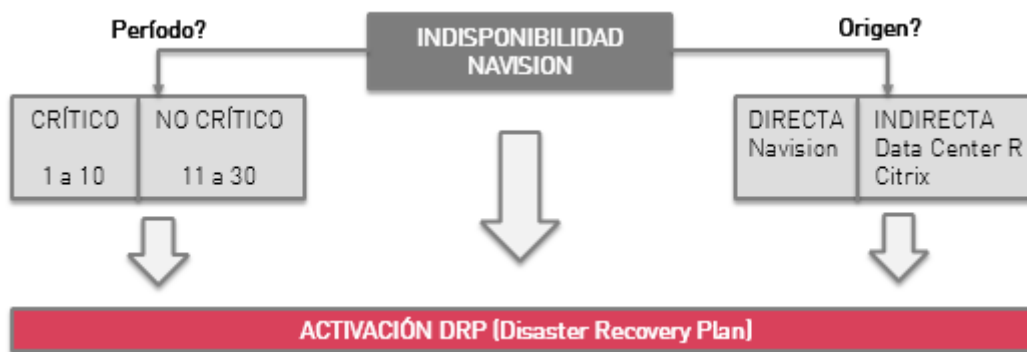 Período?
INDISPONIBILIDAD
NAVISION
Origen?
CRÍTICO
1 a 10
NO CRÍTICO
11 a 30
DIRECTA
Navision
INDIRECTA
Data Center R
Citrix
ACTIVACIÓN DRP (Disaster Recovery Plan)